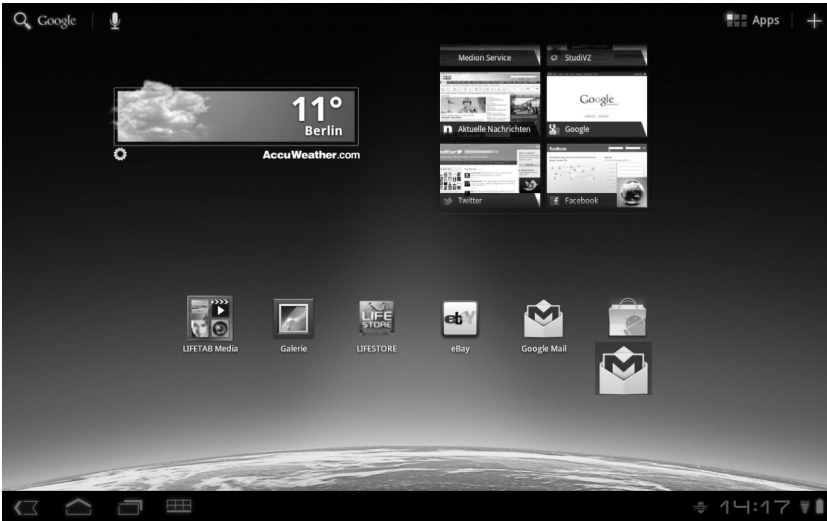 Google
Apps
Medion Service
StudiVZ
11°
Berlin
AccuWeather.com
Aktuelle Nachrichten
Google
Google
Twitter
Facebook
LIFE
STORE
ebY
LIFETAB Media
Galerie
LIFESTORE
eBay
Google Mail
14:17